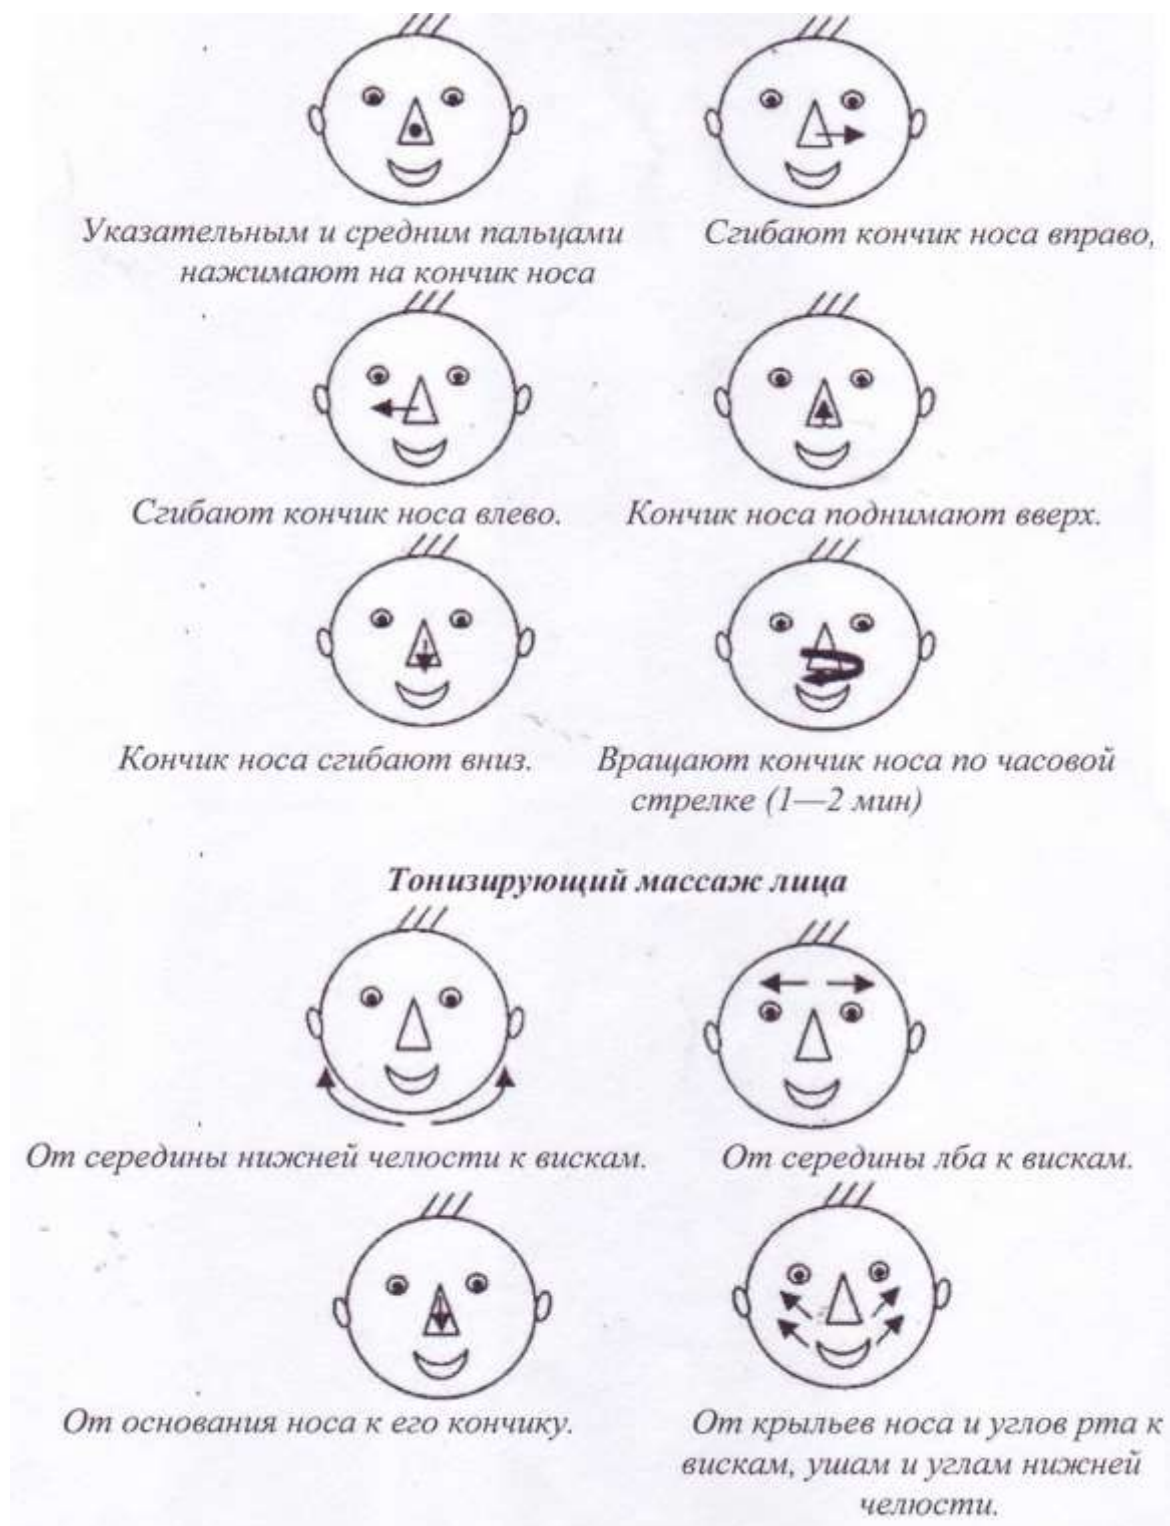 Указательным и средним пальцами
нажимают на кончик носа
Сгибают кончик носа вправо,
Сгибают кончик носа влево.
Кончик носа поднимают вверх.
Кончик носа сгибают вниз.
Вращают кончик носа по часовой
стрелке (1—2 мин)
Тонизирующий массаж лица
От середины нижней челюсти к вискам.
От середины лба к вискам.
От основания носа к его кончику.
От крыльев носа и углов рта к
вискам, ушам и углам нижней
челюсти.